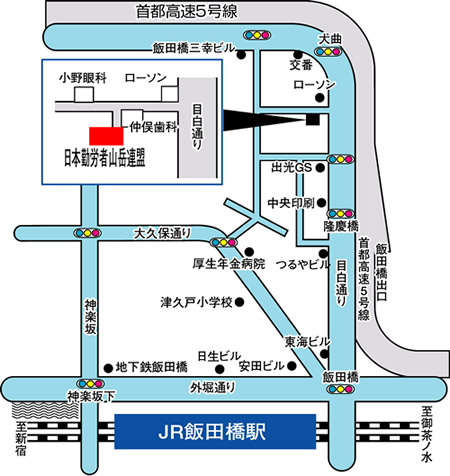 首都高速5号線
大曲
飯田橋三幸ビル
交番
小野眼科
ローソン
ローソン
目白通り
仲俣歯科
日本勤労者山岳連盟
出光GS
中央印刷
隆慶橋
大久保通り
飯田橋出口
首都高速5号線
厚生年金病院
つるやビル
目白通り
神楽坂
津久戸小学校
東海ビル
日生ビル
地下鉄飯田橋
安田ビル
飯田橋
神楽坂下
外堀通り
至新宿
JR飯田橋駅
至御茶ノ水